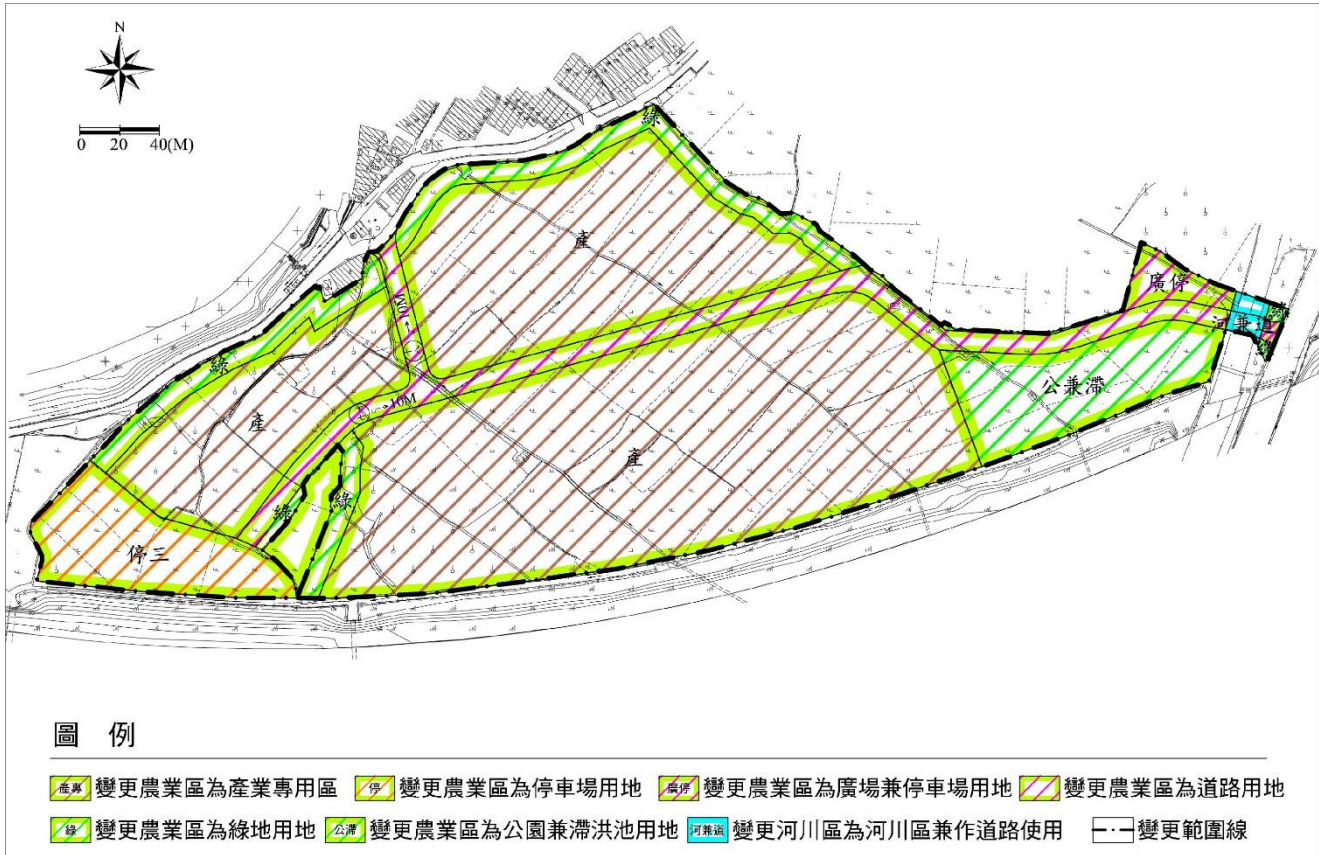 N
0 20 40(M)
綠
產
廣停
綠
10M
河兼道
綠
綠
公兼滯
10M
產
產
綠
綠
停三
圖 例
產專 變更農業區為產業專用區 停 變更農業區為停車場用地 廣停 變更農業區為廣場兼停車場用地 變更農業區為道路用地
綠 變更農業區為綠地用地 公滯 變更農業區為公園兼滯洪池用地 河兼道 變更河川區為河川區兼作道路使用 變更範圍線